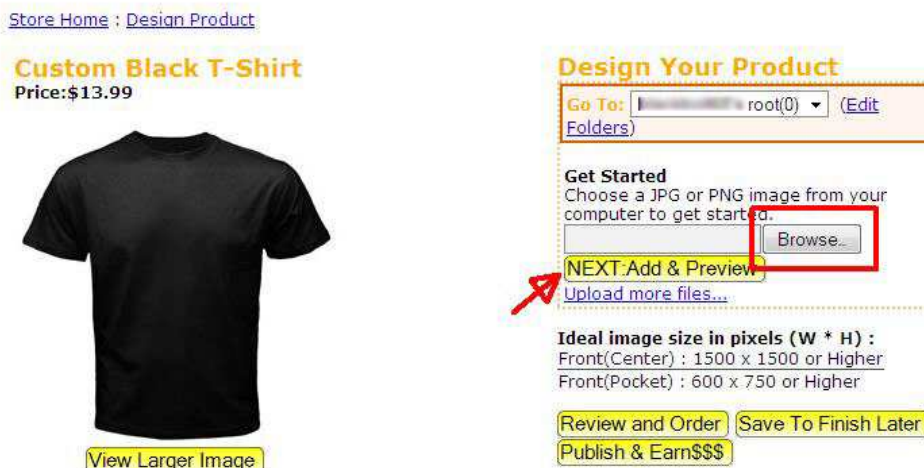 Store Home : Design Product
Custom Black T-Shirt
Price:$13.99
View Larger Image
Design Your Product
Go To: root(0) (Edit
Folders)
Get Started
Choose a JPG or PNG image from your
computer to get started.
Browse..
NEXT:Add & Preview
Upload more files...
Ideal image size in pixels (W * H) :
Front(Center) : 1500 x 1500 or Higher
Front(Pocket) : 600 x 750 or Higher
Review and Order Save To Finish Later
Publish & Earn$$$